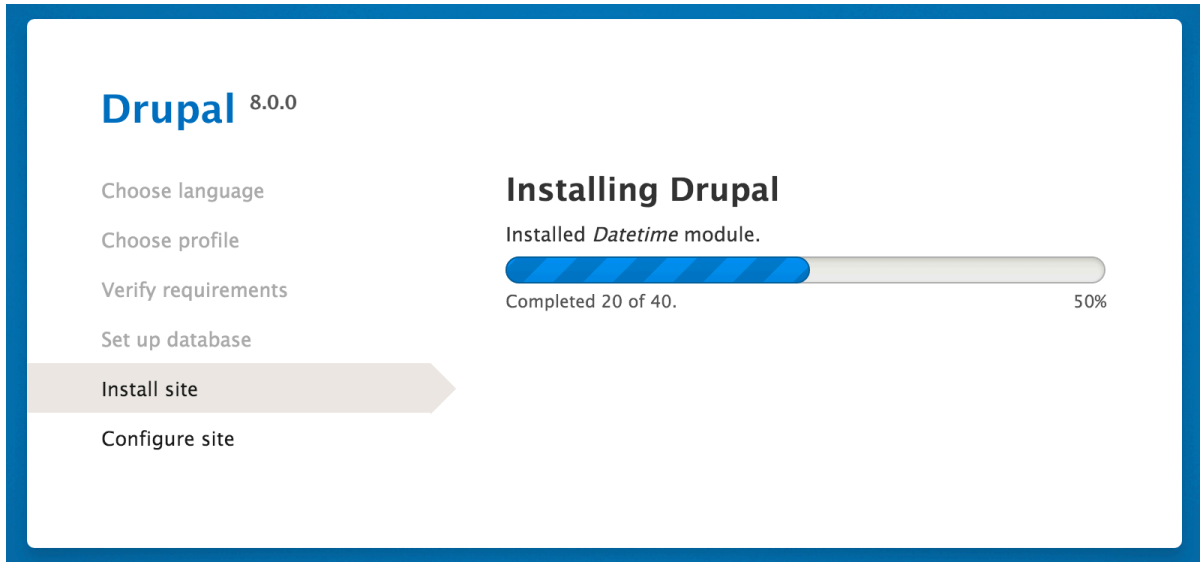 Drupal 8.0.0
Choose language
Choose profile
Verify requirements
Set up database
Install site
Configure site
Installing Drupal
Installed Datetime module.
Completed 20 of 40. 50%